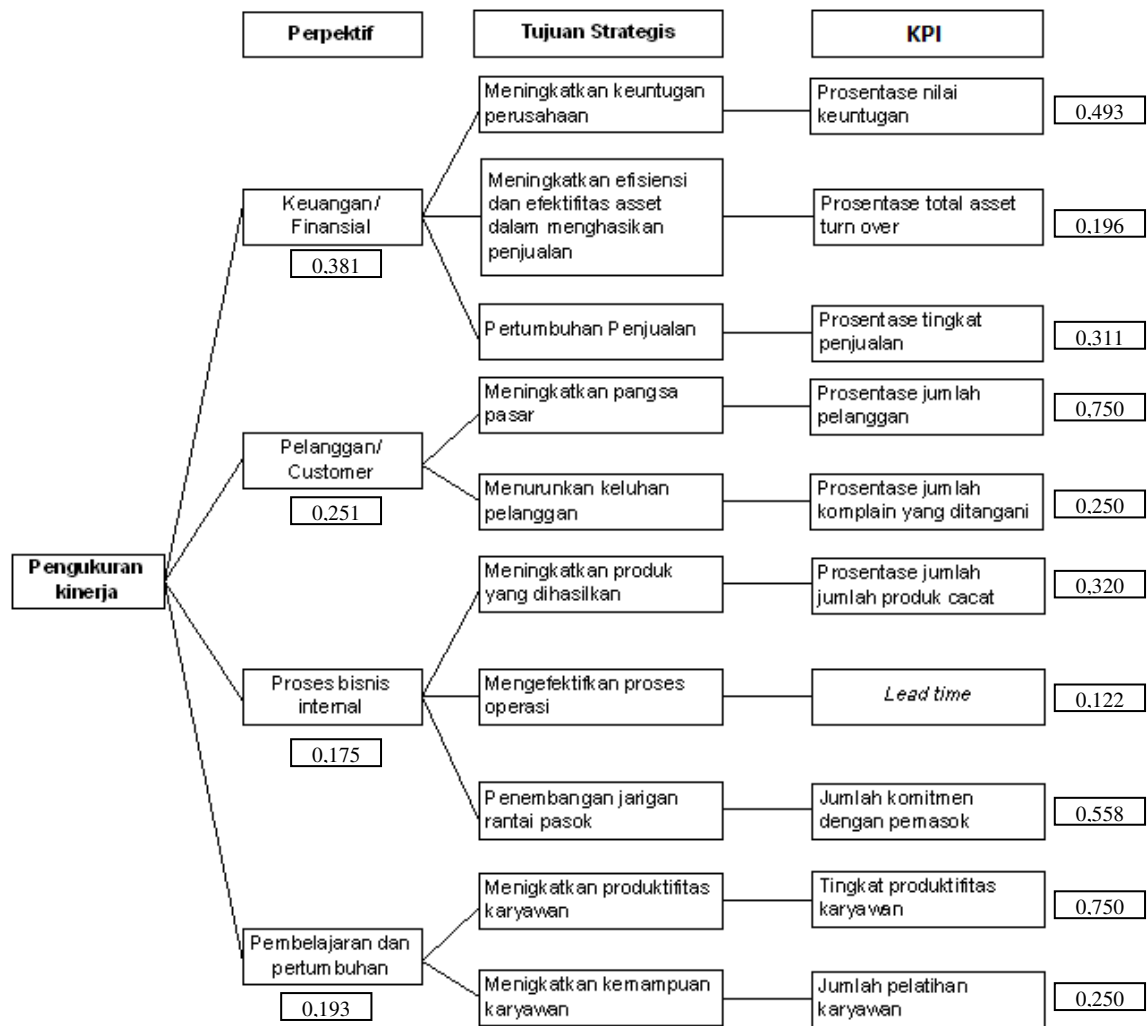 Perpektif
Tujuan Strategis
KPI
Meningkatkan keuntugan
perusahaan
Prosentase nilai
keuntugan
0,493
Keuangan/
Finansial
0,381
Meningkatkan efisiensi
dan efektifitas asset
dalam menghasikan
penjualan
Prosentase total asset
turn over
0,196
Pertumbuhan Penjualan
Prosentase tingkat
penjualan
0,311
Pelanggan/
Customer
0,251
Meningkatkan pangsa
pasar
Prosentase jumlah
pelanggan
0,750
Menurunkan keluhan
pelanggan
Prosentase jumlah
komplain yang ditangani
0,250
Pengukuran
kinerja
Meningkatkan produk
yang dihasilkan
Prosentase jumlah
jumlah produk cacat
0,320
Proses bisnis
internal
0,175
Mengefektifkan proses
operasi
Lead time
0,122
Penembangan jarigan
rantai pasok
Jumlah komitmen
dengan pemasok
0,558
Menigkatkan produktifitas
karyawan
Tingkat produktifitas
karyawan
0,750
Pembelajaran dan
pertumbuhan
0,193
Menigkatkan kemampuan
karyawan
Jumlah pelatihan
karyawan
0,250